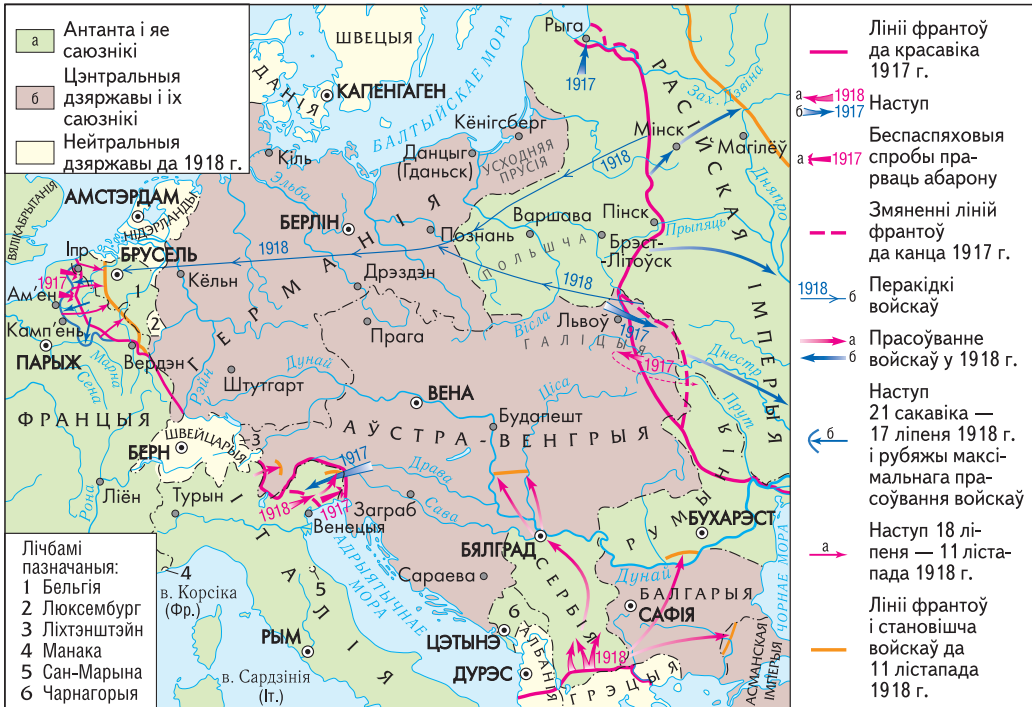 а Антанта і яе
саюзнікі
б Цэнтральныя
дзяржавы і іх
саюзнікі
Нейтральныя
дзяржавы да 1918 г.
ШВЕЦЫЯ
ДАНІЯ
КАПЕНГАГЕН
БАЛТЫЙСКАЕ МОРА
Рыга
1917
РАСІЙСКАЯ ІМПЕРЫЯ
Зах. Дзвіна
Мінск
Магілёў
Дняпро
Кёнігсберг
УСХОДНЯЯ
ПРУСІЯ
Данцыг
(Гданьск)
Кіль
Эльба
ВЯЛІКАБРЫТАНІЯ
АМСТЭРДАМ
НІДЭРЛАНДЫ
БЕРЛІН
ГЕРМАНІЯ
1918
Познань
Варшава
ПОЛЬШЧА
Пінск
Прыпяць
Брэст-
Літоўск
Іпр
БРУСЕЛЬ
1918
1917
1
Кёльн
Дрэздэн
1918
Ам'ен
Камп'ень
2
Прага
Вісла
Львоў
1917
ГАЛІЦЫЯ
ПАРЫЖ
Вердэн
Марна
Сена
Рэйн
Штутгарт
Дунай
1917
Днестр
ФРАНЦЫЯ
ВЕНА
Ціса
Прут
Будапешт
ШВЕЙЦАРЫЯ
3
БЕРН
АЎСТРА-ВЕНГРЫЯ
Рона
Ліён
Турын
1917
1918
1917
Драва
Заграб
Сава
Венецыя
РУМЫНІЯ
БУХАРЭСТ
ІТАЛІЯ
АДРЫЯТЫЧНАЕ
МОРА
БЯЛГРАД
СЕРБІЯ
Сараева
Дунай
БАЛГАРЫЯ
САФІЯ
ЧОРНАЕ МОРА
4
в. Корсіка
(Фр.)
5
6
ЦЭТЫНЭ
РЫМ
ДУРЭС
АЛБАНІЯ
1918
ГРЭЦЫЯ
АСМАНСКАЯ
ІМПЕРЫЯ
в. Сардзінія
(Іт.)
Лічбамі
пазначаныя:
1 Бельгія
2 Люксембург
3 Ліхтэнштэйн
4 Манака
5 Сан-Марына
6 Чарнагорыя
Лініі франтоў
да красавіка
1917 г.
а 1918
б 1917
Наступ
а 1917
Беспаспяховыя
спробы пра-
рваць абарону
Змяненні ліній
франтоў
да канца 1917 г.
1918 б
Перакідкі
войскаў
а
б
Прасоўванне
войскаў у 1918 г.
б
Наступ
21 сакавіка —
17 ліпеня 1918 г.
і рубяжы максі-
мальнага пра-
соўвання войскаў
а
Наступ 18 лі-
пеня — 11 ліста-
пада 1918 г.
Лініі франтоў
і становішча
войскаў да
11 лістапада
1918 г.